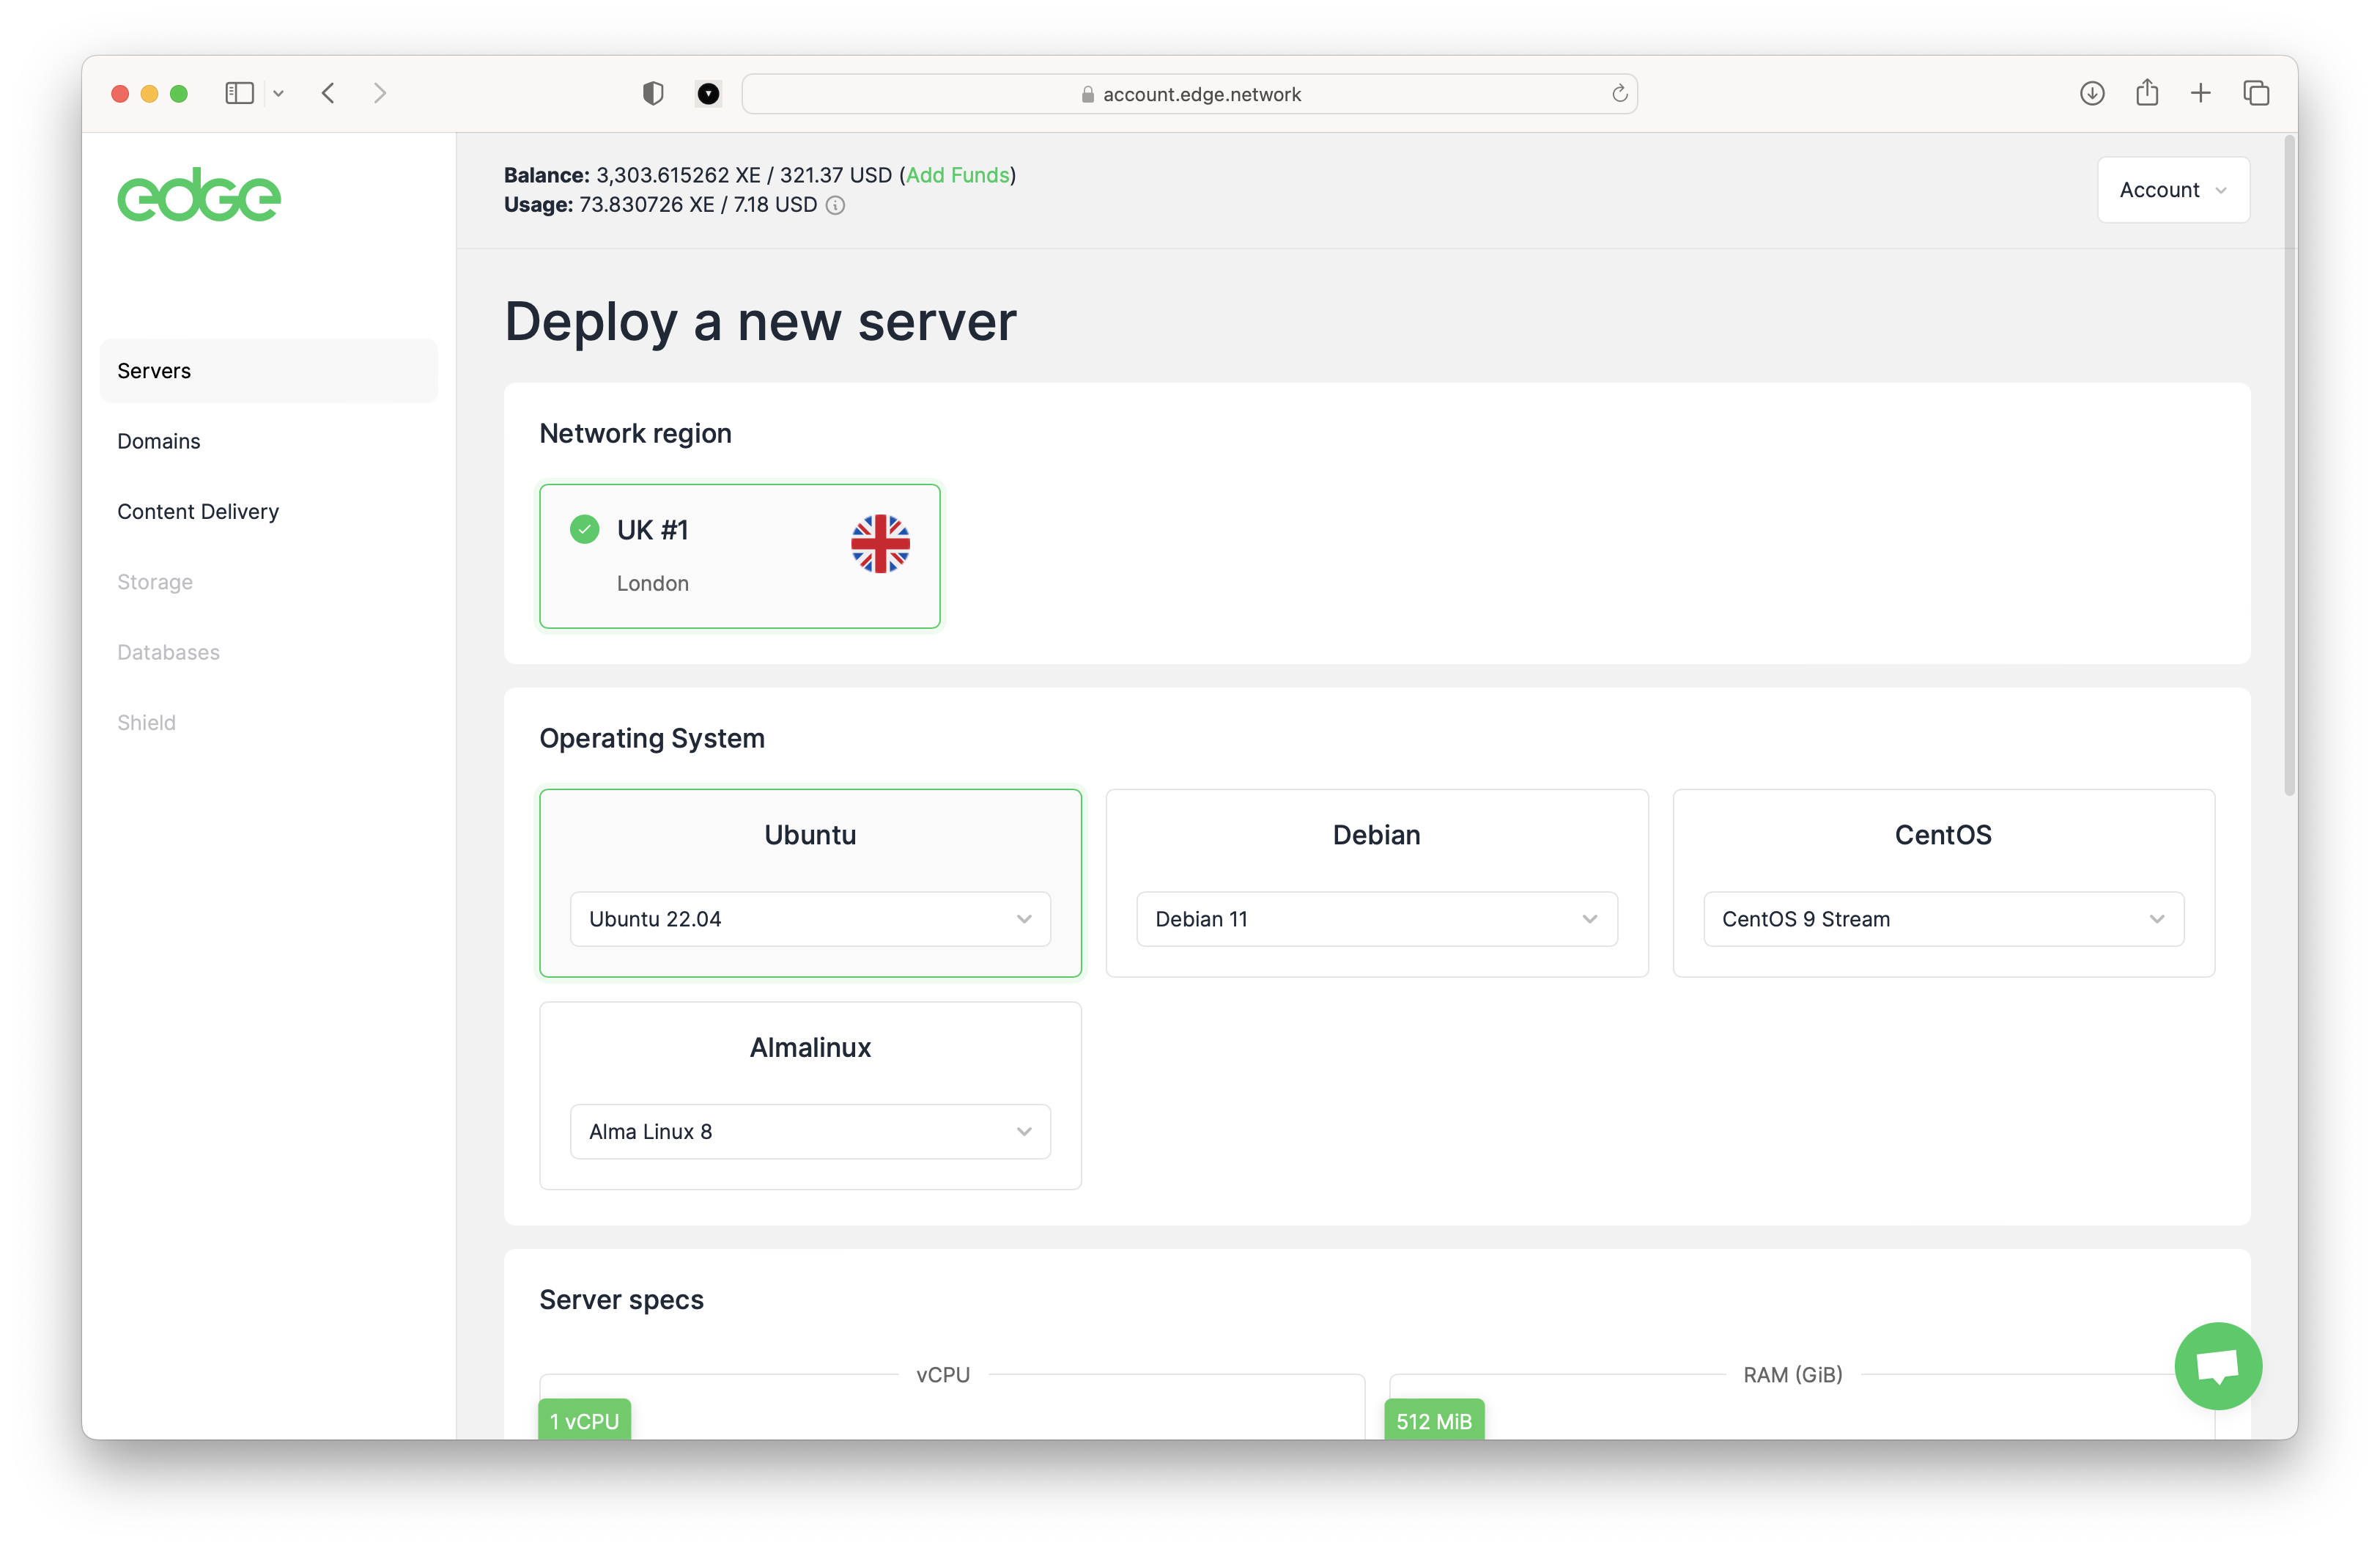 account.edge.network
edge
Balance: 3,303.615262 XE / 321.37 USD (Add Funds)
Usage: 73.830726 XE / 7.18 USD
Account
Servers
Domains
Content Delivery
Storage
Databases
Shield
Deploy a new server
Network region
UK #1
London
Operating System
Ubuntu
Ubuntu 22.04
Debian
Debian 11
CentOS
CentOS 9 Stream
Almalinux
Alma Linux 8
Server specs
vCPU
1 vCPU
RAM (GiB)
512 MiB